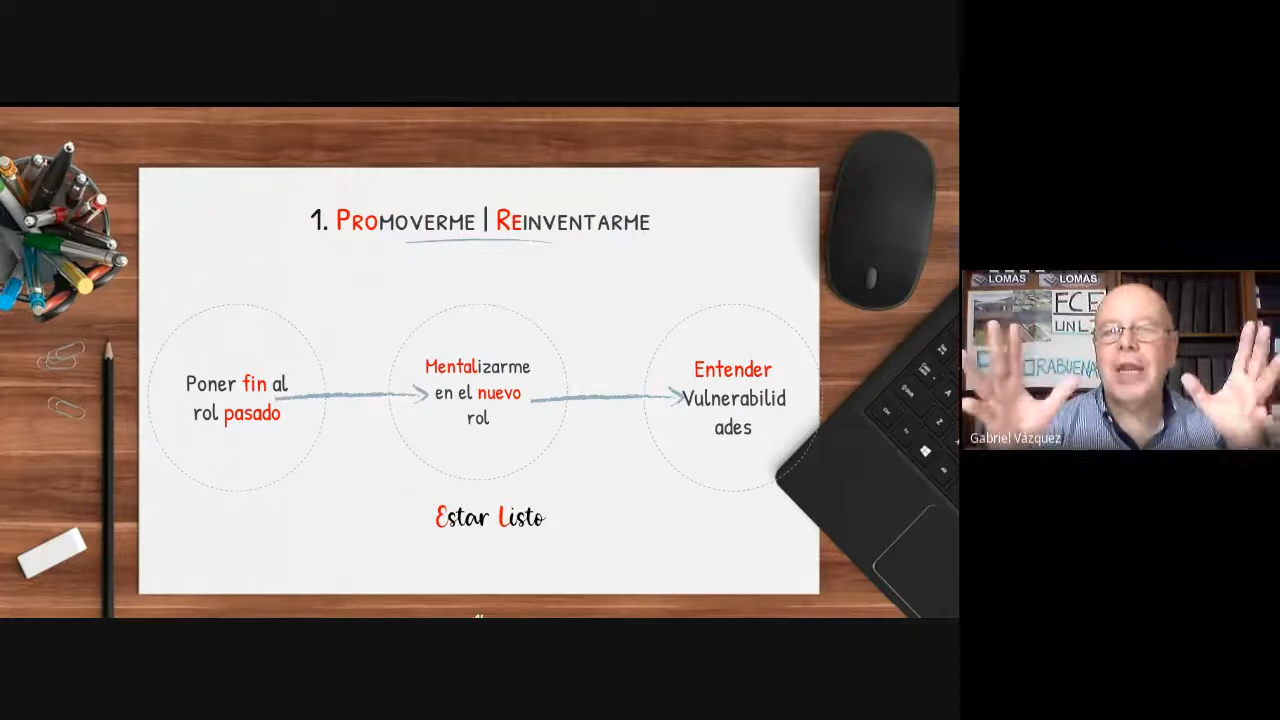 1. Promoverme | Reinventarme
Poner fin al
rol pasado
Mentalizarme
en el nuevo
rol
Entender
Vulnerabilid
ades
Estar Listo
LOMAS
LOMAS
FCE
ORABUENA
Gabriel Vázquez